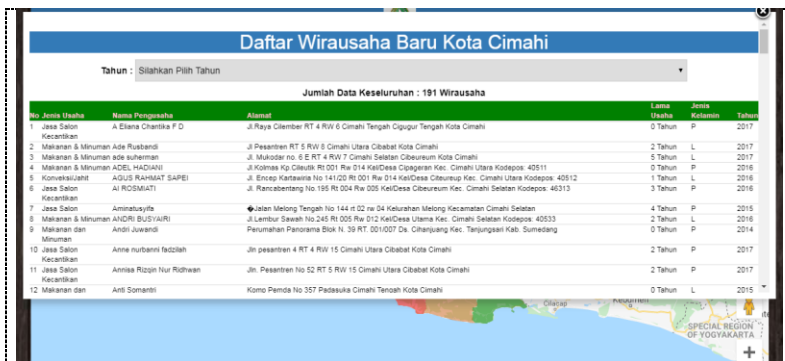 Daftar Wirausaha Baru Kota Cimahi
Tahun : Silahkan Pilih Tahun
Jumlah Data Keseluruhan : 191 Wirausaha
No Jenis Usaha Nama Pengusaha Alamat Lama Usaha Jenis Kelamin Tahun
1 Jasa Salon Kecantikan A Eliana Chantika F D Jl.Raya Cilember RT 4 RW 6 Cimahi Tengah Cigugur Tengah Kota Cimahi 0 Tahun P 2017
2 Makanan & Minuman Ade Rusbandi Jl Pesantren RT 5 RW 6 Cimahi Utara Cibabat Kota Cimahi 2 Tahun L 2017
3 Makanan & Minuman ade suherman Jl. Mukodar no. 6 E RT 4 RW 7 Cimahi Selatan Cibeureum Kota Cimahi 5 Tahun L 2017
4 Makanan & Minuman ADEL HADIANI Jl.Kolmas Kp.Cileutik Rt 001 Rw 014 Kel/Desa Cipageran Kec. Cimahi Utara Kodepos: 40511 0 Tahun P 2016
5 Konveksi/Jahit AGUS RAHMAT SAPEI Jl. Encep Kartawiria No 141/20 Rt 001 Rw 014 Kel/Desa Citeureup Kec. Cimahi Utara Kodepos: 40512 1 Tahun L 2016
6 Jasa Salon Kecantikan AI ROSMIATI Jl. Rancabentang No.195 Rt 004 Rw 005 Kel/Desa Cibeureum Kec. Cimahi Selatan Kodepos: 46313 3 Tahun P 2016
7 Jasa Salon Kecantikan Aminatusyifa �Jalan Melong Tengah No 144 rt 02 rw 04 Kelurahan Melong Kecamatan Cimahi Selatan 4 Tahun P 2015
8 Makanan & Minuman ANDRI BUSYAIRI Jl.Lembur Sawah No.245 Rt 005 Rw 012 Kel/Desa Utama Kec. Cimahi Selatan Kodepos: 40533 2 Tahun L 2016
9 Makanan dan Minuman Andri Juwandi Perumahan Panorama Blok N. 39 RT. 001/007 Ds. Cihanjuang Kec. Tanjungsari Kab. Sumedang 0 Tahun P 2014
10 Jasa Salon Kecantikan Anne nurbanni fadzilah Jln pesantren 4 RT 4 RW 15 Cimahi Utara Cibabat Kota Cimahi 2 Tahun P 2017
11 Jasa Salon Kecantikan Annisa Rizqin Nur Ridhwan Jln. Pesantren No 52 RT 5 RW 15 Cimahi Utara Cibabat Kota Cimahi 2 Tahun P 2017
12 Makanan dan Anti Somantri Komo Pemda No 357 Padasuka Cimahi Tengah Kota Cimahi 0 Tahun L 2015
Cilacap
Kebumen
SPECIAL REGION
OF YOGYAKARTA